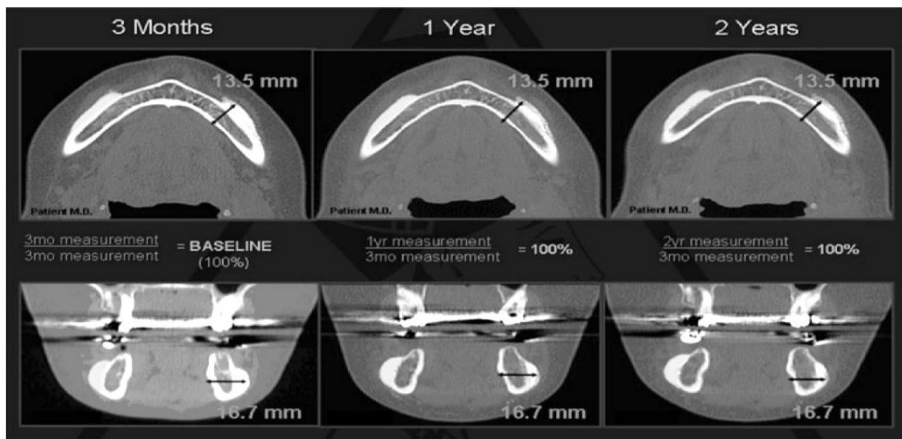 3 Months
1 Year
2 Years
13.5 mm
13.5 mm
13.5 mm
Patient M.D.
Patient M.D.
Patient M.D.
3mo measurement
3mo measurement
= BASELINE
(100%)
1yr measurement
3mo measurement
= 100%
2yr measurement
3mo measurement
= 100%
16.7 mm
16.7 mm
16.7 mm